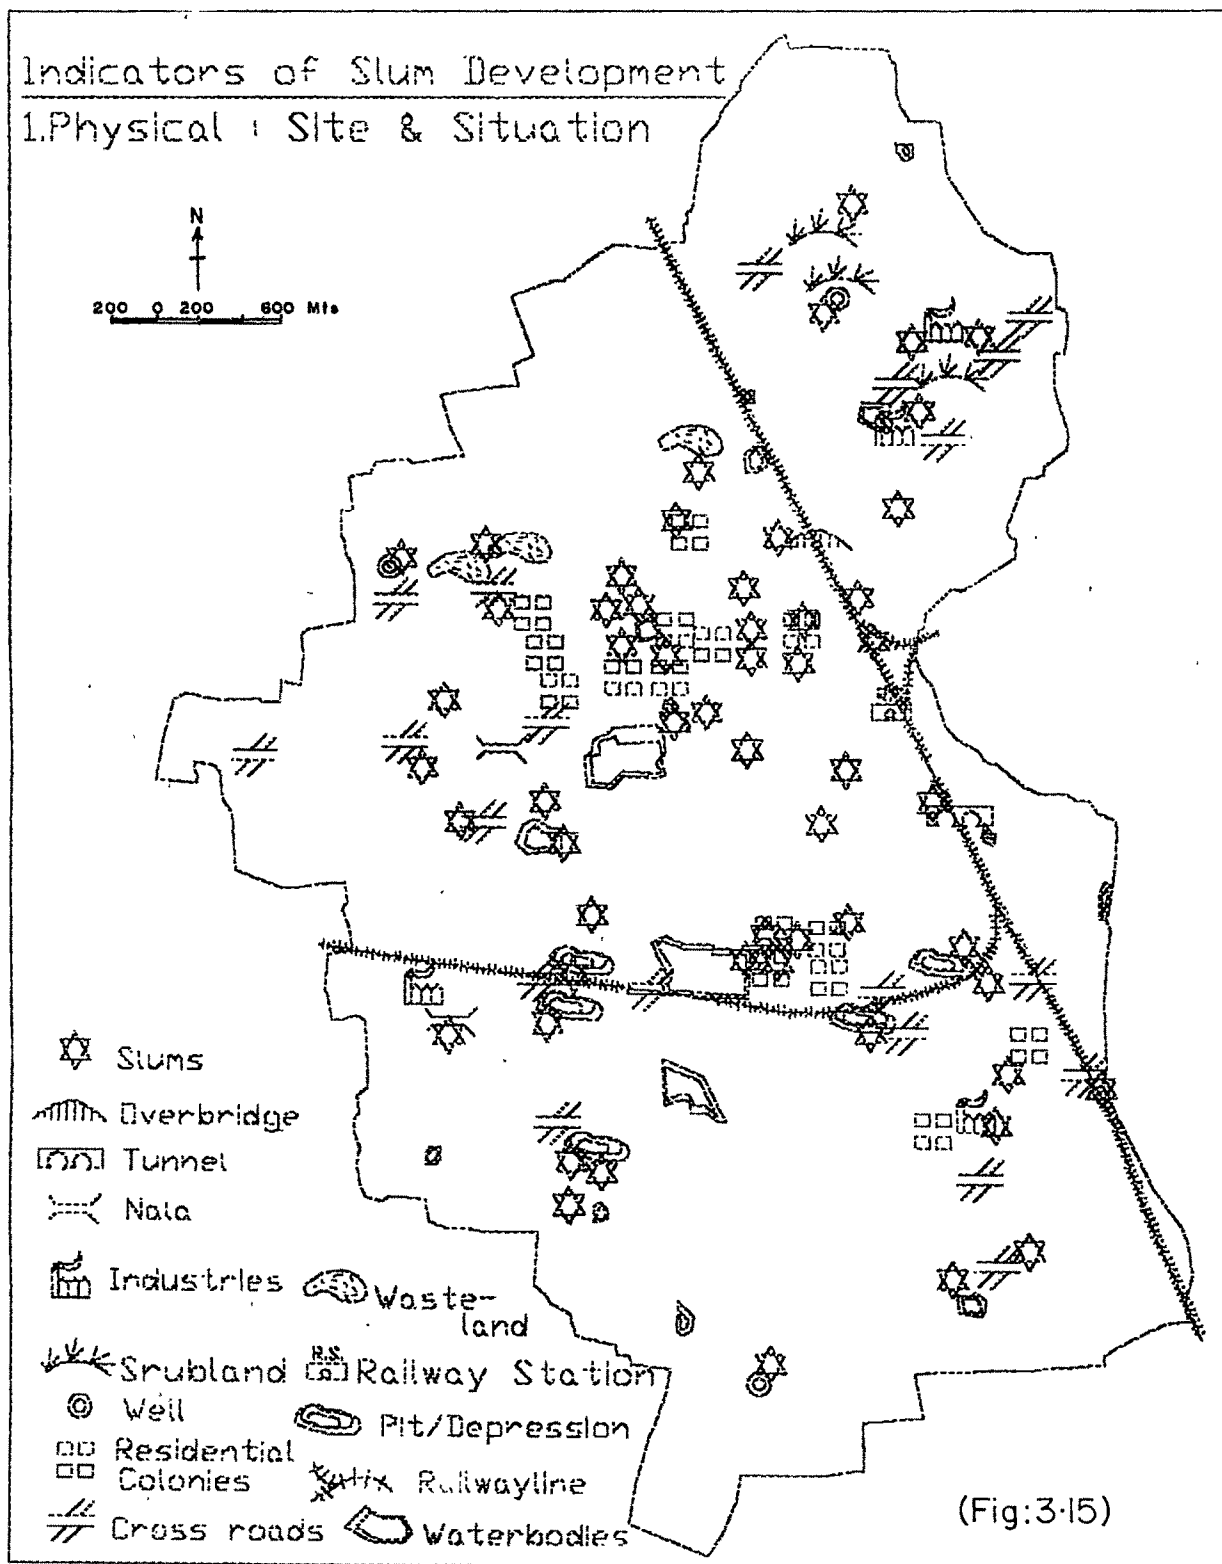 Indicators of Slum Development
1.Physical : Site & Situation
N
200 0 200 600 Mts
Slums
Overbridge
Tunnel
Nala
Industries
Waste-
land
Srubland
R.S.
Railway Station
Well
Pit/Depression
Residential
Colonies
Railwayline
Cross roads
Waterbodies
(Fig:3.15)